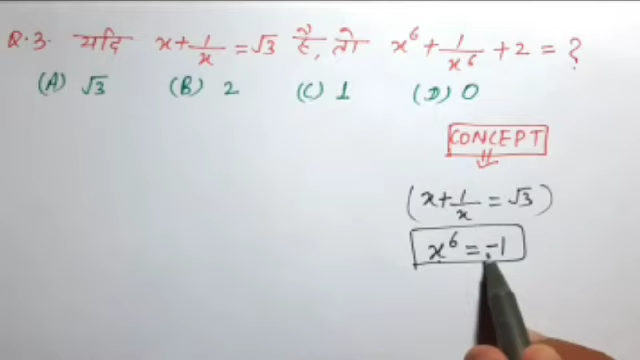 Q.3. यदि x + 1/x = √3 है, तो x⁶ + 1/x⁶ + 2 = ?
(A) √3 (B) 2 (C) 1 (D) 0
CONCEPT
(x + 1/x = √3)
x⁶ = -1